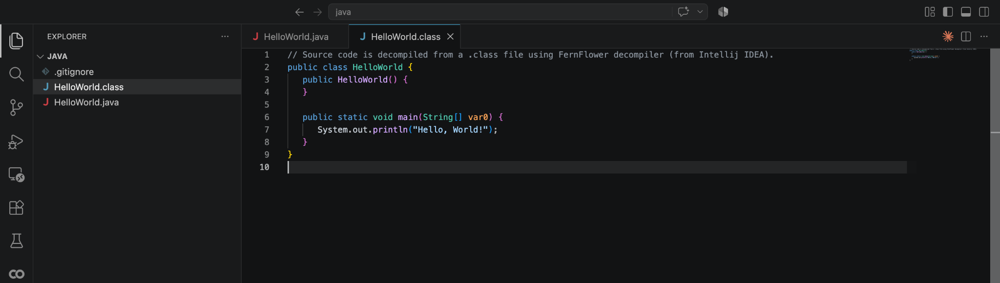 java
EXPLORER
JAVA
.gitignore
HelloWorld.class
HelloWorld.java
HelloWorld.java
HelloWorld.class
1 // Source code is decompiled from a .class file using FernFlower decompiler (from Intellij IDEA).
2 public class HelloWorld {
3 public HelloWorld() {
4 }
5
6 public static void main(String[] var0) {
7 System.out.println("Hello, World!");
8 }
9 }
10